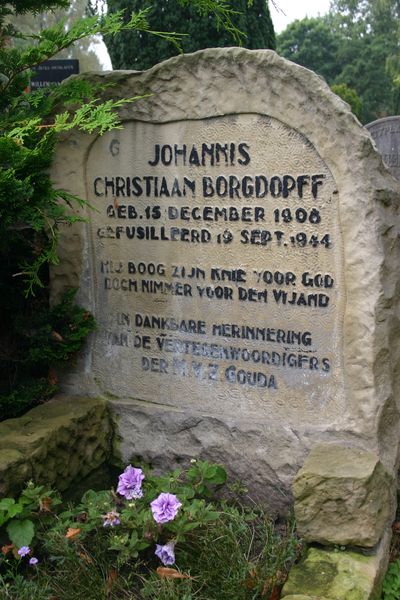 JOHANNIS
CHRISTIAAN BORGDORFF
GEB. 15 DECEMBER 1908
GEFUSILLEERD 19 SEPT. 1944
HIJ BOOG ZIJN KNIE VOOR GOD
DOCH NIMMER VOOR DEN VIJAND
IN DANKBARE HERINNERING
VAN DE VERTEGENWOORDIGERS
DER N.V. Z GOUDA